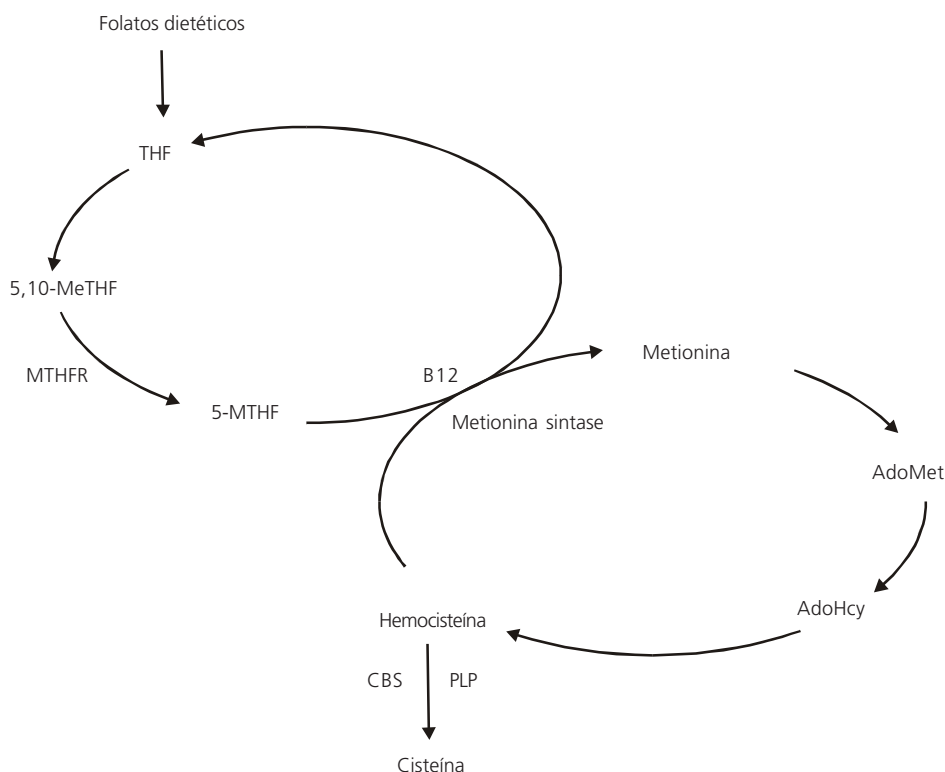 Folatos dietéticos
THF
5,10-MeTHF
MTHFR
5-MTHF
B12
Metionina sintase
Metionina
AdoMet
AdoHcy
Hemocisteína
CBS PLP
Cisteína